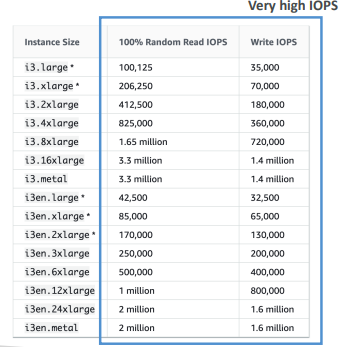 Very high IOPS
Instance Size 100% Random Read IOPS Write IOPS
i3.large * 100,125 35,000
i3.xlarge * 206,250 70,000
i3.2xlarge 412,500 180,000
i3.4xlarge 825,000 360,000
i3.8xlarge 1.65 million 720,000
i3.16xlarge 3.3 million 1.4 million
i3.metal 3.3 million 1.4 million
i3en.large * 42,500 32,500
i3en.xlarge * 85,000 65,000
i3en.2xlarge * 170,000 130,000
i3en.3xlarge 250,000 200,000
i3en.6xlarge 500,000 400,000
i3en.12xlarge 1 million 800,000
i3en.24xlarge 2 million 1.6 million
i3en.metal 2 million 1.6 million